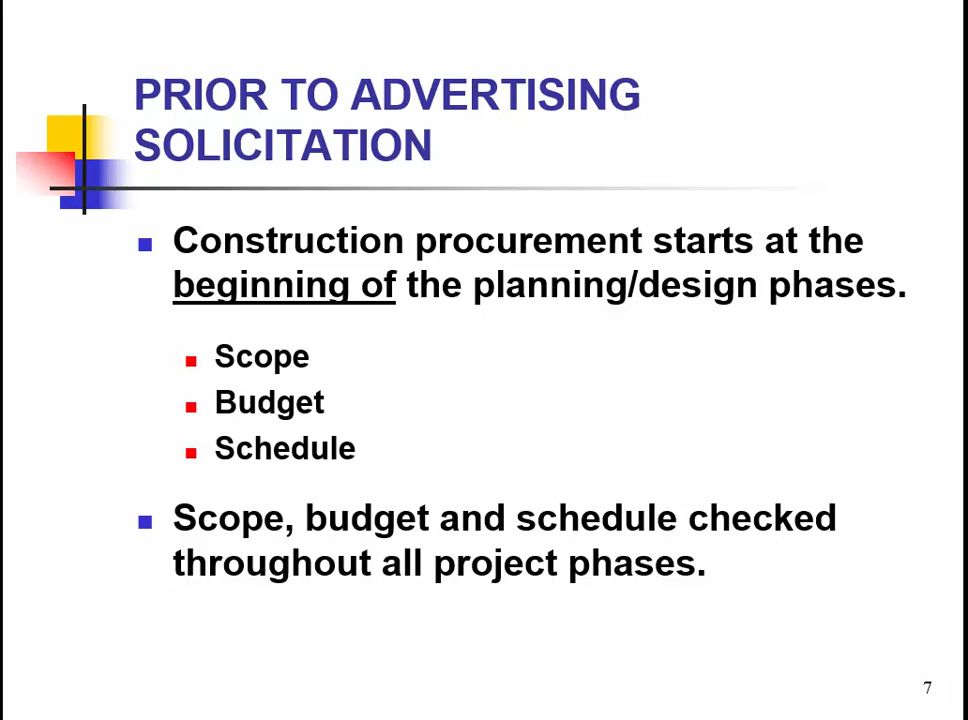 PRIOR TO ADVERTISING
SOLICITATION
Construction procurement starts at the
beginning of the planning/design phases.
Scope
Budget
Schedule
Scope, budget and schedule checked
throughout all project phases.
7